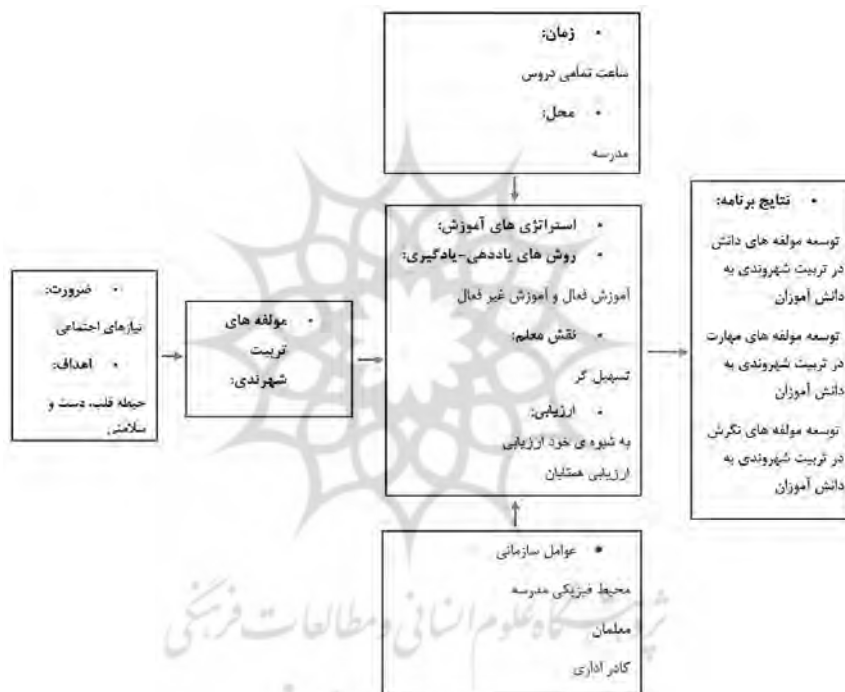 • زمان:
ساعت تمامی دروس
• محل:
مدرسه
• ضرورت:
نیازهای اجتماعی
• اهداف:
حیطه قلب، دست و
سلامتی
• مولفه های
تربیت
شهرندی:
• استراتژی های آموزش:
• روش های یاددهی-یادگیری:
آموزش فعال و آموزش غیر فعال
• نقش معلم:
تسهیل گر
• ارزیابی:
به شیوه ی خود ارزیابی
ارزیابی همتایان
• نتایج برنامه:
توسعه مولفه های دانش
در تربیت شهروندی به
دانش آموزان
توسعه مولفه های مهارت
در تربیت شهروندی به
دانش آموزان
توسعه مولفه های نگرش
در تربیت شهروندی به
دانش آموزان
• عوامل سازمانی
محیط فیزیکی مدرسه
معلمان
کادر اداری
پژوهشگاه علوم انسانی و مطالعات فرهنگی